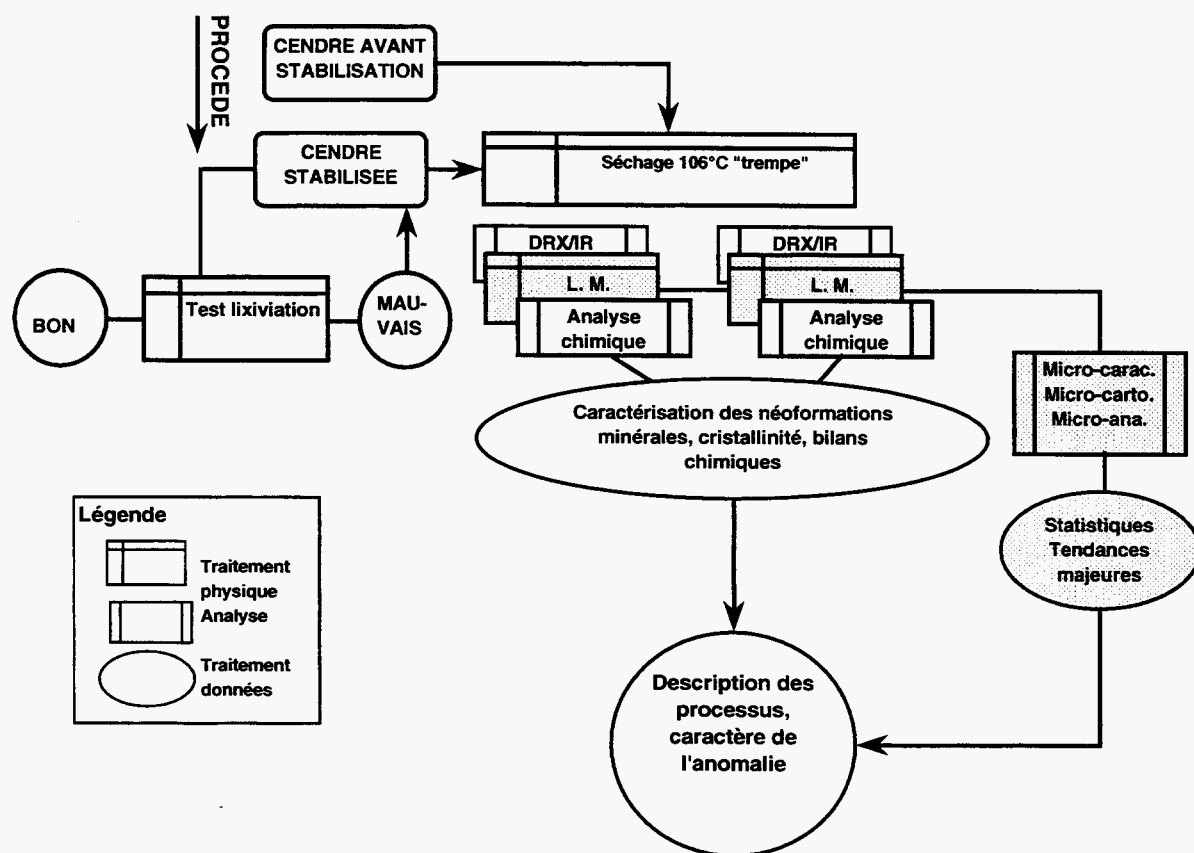 PROCEDE
CENDRE AVANT
STABILISATION
CENDRE
STABILISEE
Séchage 106°C "trempe"
BON
Test lixiviation
MAU-
VAIS
DRX/IR
L. M.
Analyse
chimique
DRX/IR
L. M.
Analyse
chimique
Micro-carac.
Micro-carto.
Micro-ana.
Caractérisation des néoformations
minérales, cristallinité, bilans
chimiques
Statistiques
Tendances
majeures
Légende
Traitement
physique
Analyse
Traitement
données
Description des
processus,
caractère de
l'anomalie